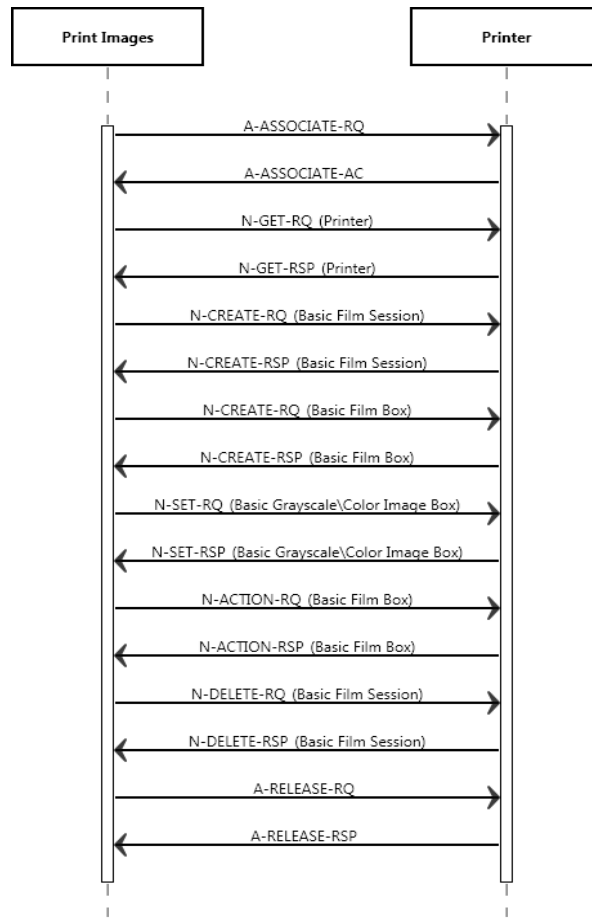 Print Images
Printer
A-ASSOCIATE-RQ
A-ASSOCIATE-AC
N-GET-RQ (Printer)
N-GET-RSP (Printer)
N-CREATE-RQ (Basic Film Session)
N-CREATE-RSP (Basic Film Session)
N-CREATE-RQ (Basic Film Box)
N-CREATE-RSP (Basic Film Box)
N-SET-RQ (Basic Grayscale\Color Image Box)
N-SET-RSP (Basic Grayscale\Color Image Box)
N-ACTION-RQ (Basic Film Box)
N-ACTION-RSP (Basic Film Box)
N-DELETE-RQ (Basic Film Session)
N-DELETE-RSP (Basic Film Session)
A-RELEASE-RQ
A-RELEASE-RSP